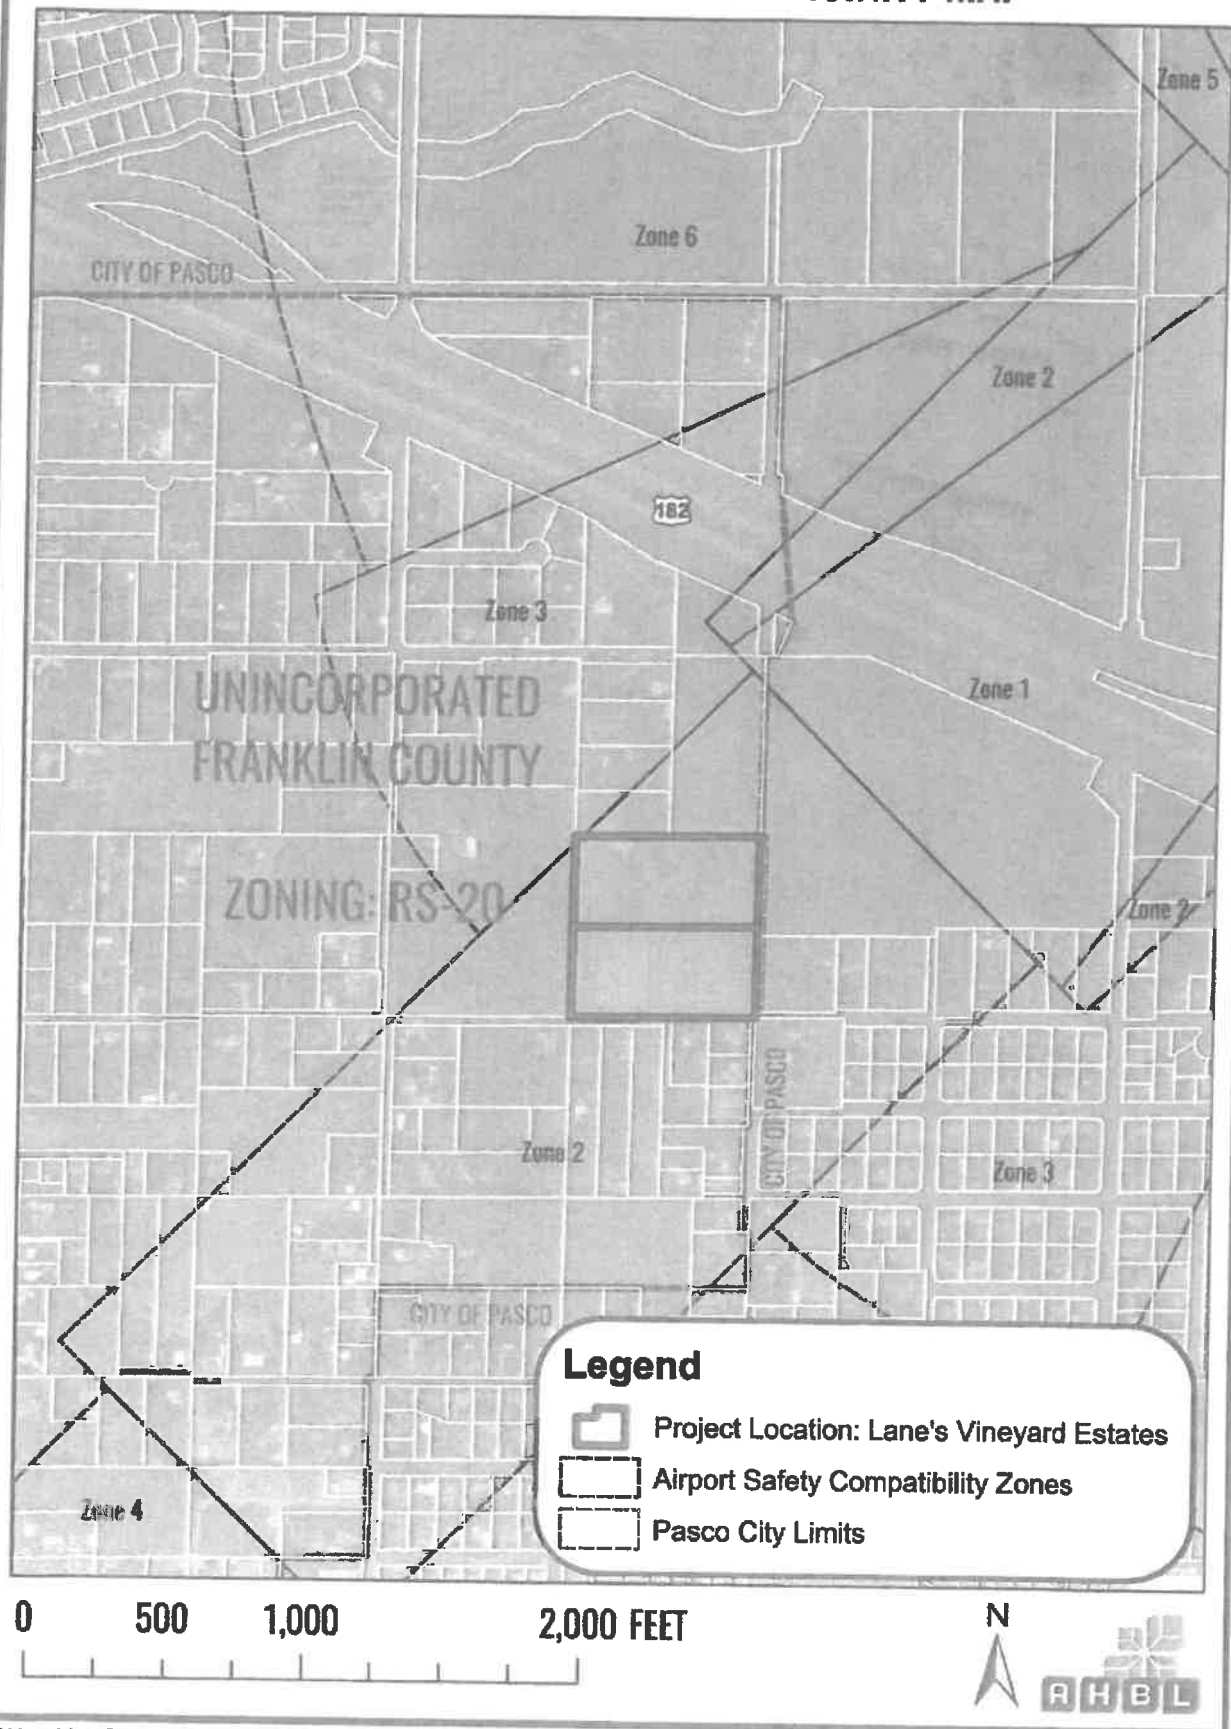 Zone 5
Zone 6
CITY OF PASCO
Zone 2
182
Zone 3
UNINCORPORATED
FRANKLIN COUNTY
Zone 1
ZONING: RS-20
Zone 2
CITY OF PASCO
Zone 2
Zone 3
CITY OF PASCO
Legend
Project Location: Lane's Vineyard Estates
Airport Safety Compatibility Zones
Pasco City Limits
Zone 4
0 500 1,000 2,000 FEET
N
AHBL